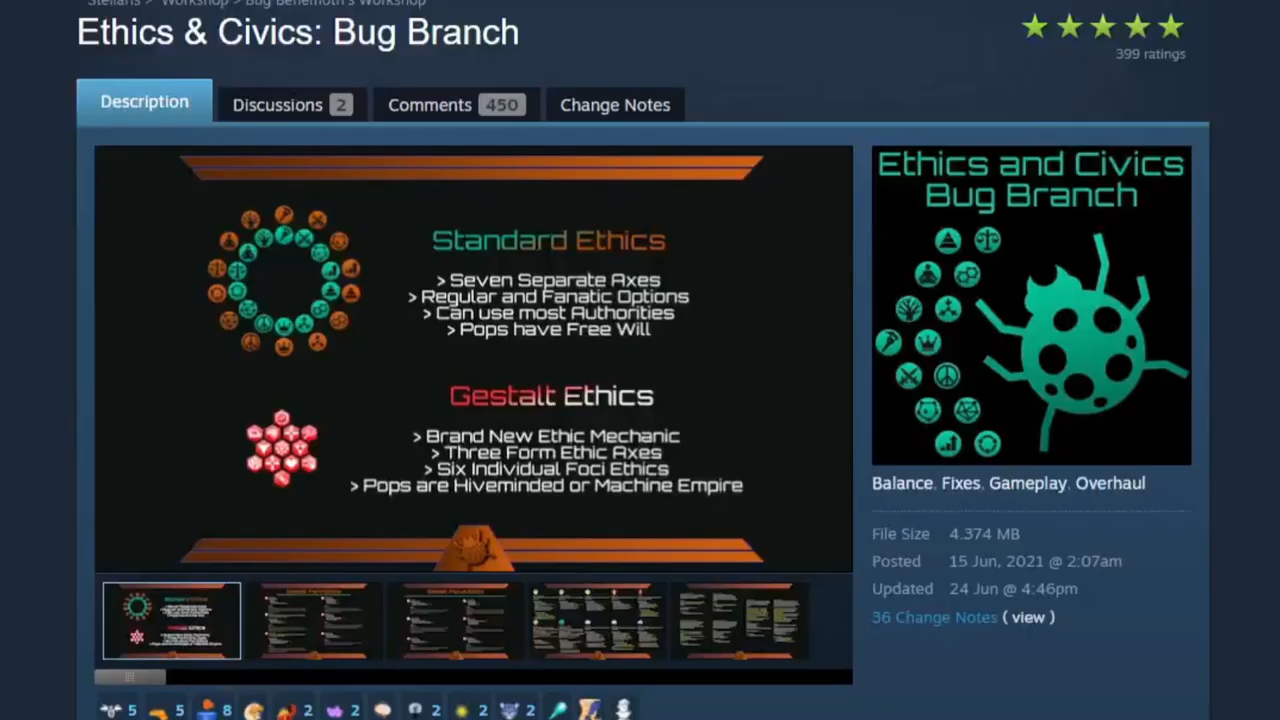 Stellaris > Workshop > Bug Behemoth's Workshop
Ethics & Civics: Bug Branch
399 ratings
Description
Discussions 2
Comments 450
Change Notes
Standard Ethics
> Seven Separate Axes
> Regular and Fanatic Options
> Can use most Authorities
> Pops have Free Will
Gestalt Ethics
> Brand New Ethic Mechanic
> Three Form Ethic Axes
> Six Individual Foci Ethics
> Pops are Hiveminded or Machine Empire
Ethics and Civics
Bug Branch
Balance, Fixes, Gameplay, Overhaul
File Size 4.374 MB
Posted 15 Jun, 2021 @ 2:07am
Updated 24 Jun @ 4:46pm
36 Change Notes ( view )
5 5 8 2 2 2 2 2